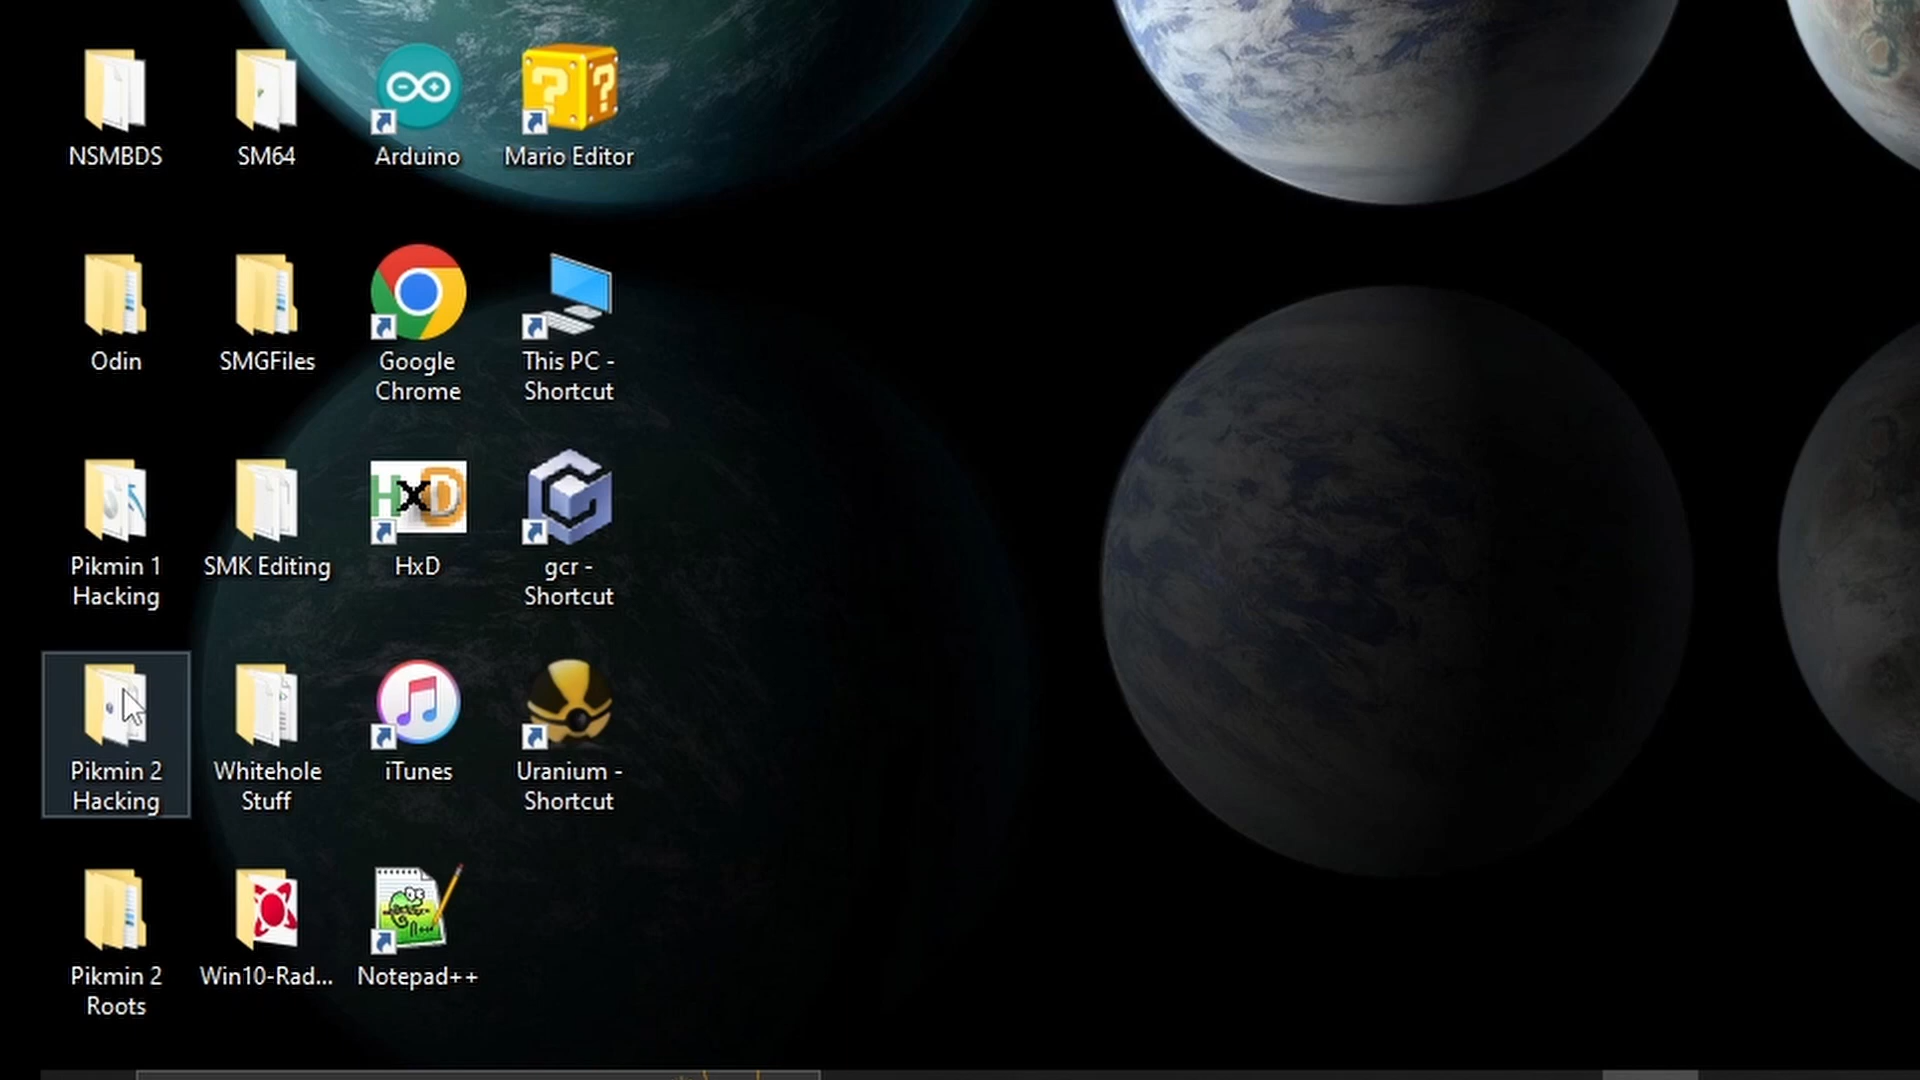 NSMBDS
SM64
Arduino
Mario Editor
Odin
SMGFiles
Google
Chrome
This PC -
Shortcut
Pikmin 1
Hacking
SMK Editing
HxD
HxD
gcr -
Shortcut
Pikmin 2
Hacking
Whitehole
Stuff
iTunes
Uranium -
Shortcut
Pikmin 2
Roots
Win10-Rad...
Notepad++